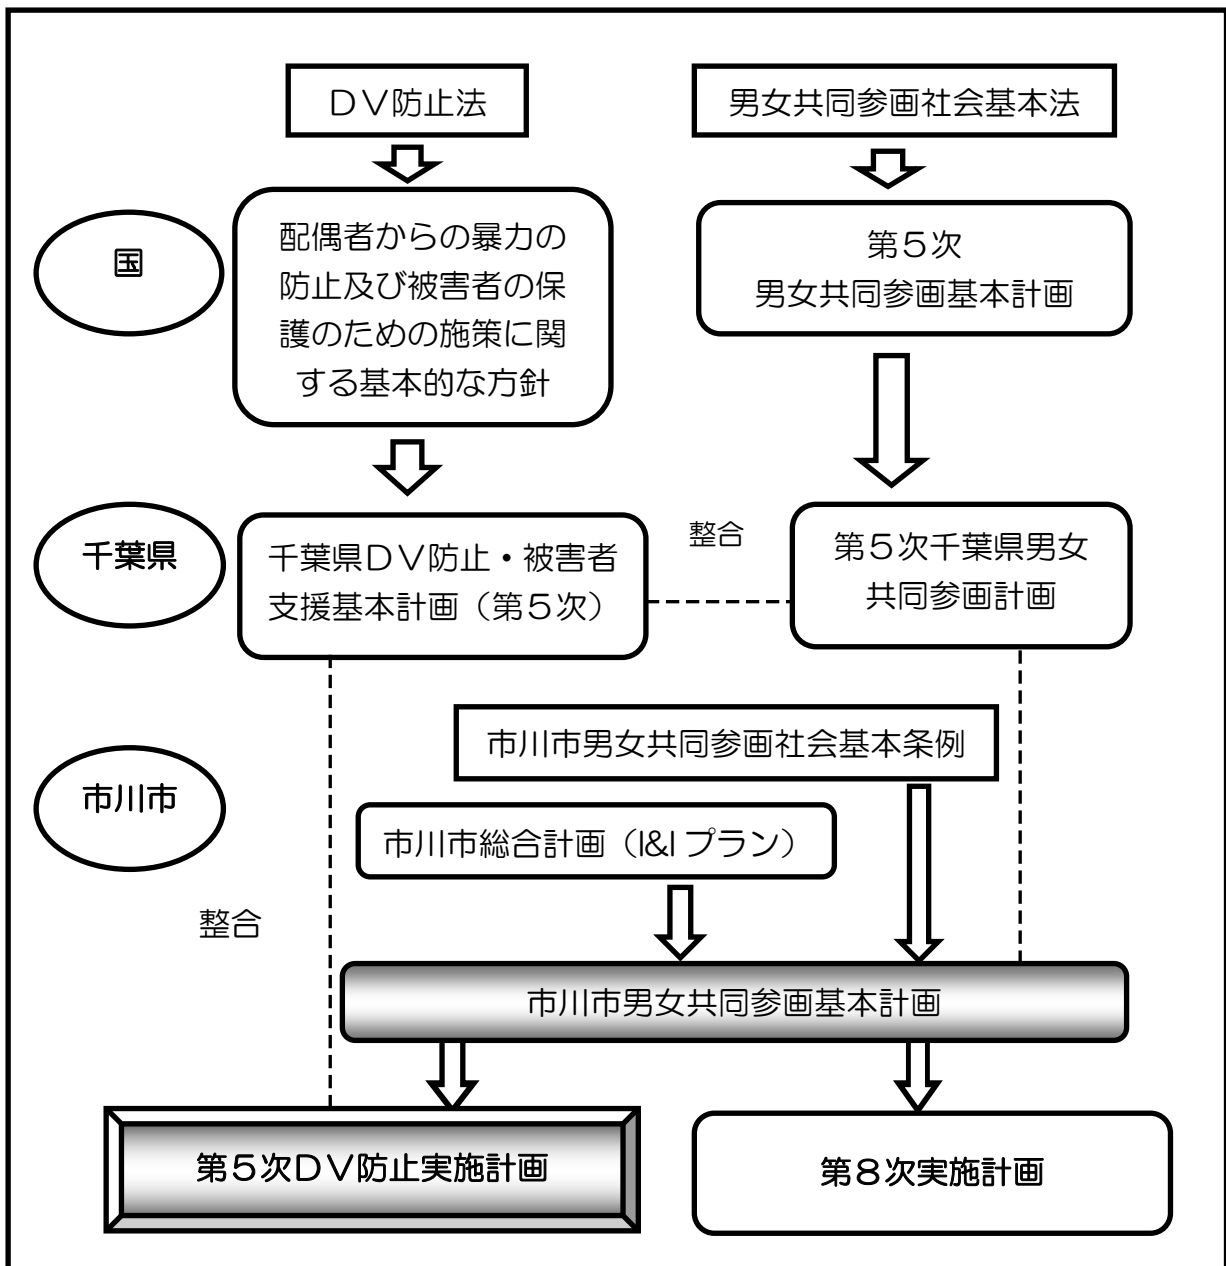 DV防止法
男女共同参画社会基本法
国
配偶者からの暴力の
防止及び被害者の保
護のための施策に関
する基本的な方針
第5次
男女共同参画基本計画
千葉県
千葉県DV防止・被害者
支援基本計画(第5次)
整合
第5次千葉県男女
共同参画計画
市川市男女共同参画社会基本条例
市川市
市川市総合計画(I&Iプラン)
整合
市川市男女共同参画基本計画
第5次DV防止実施計画
第8次実施計画